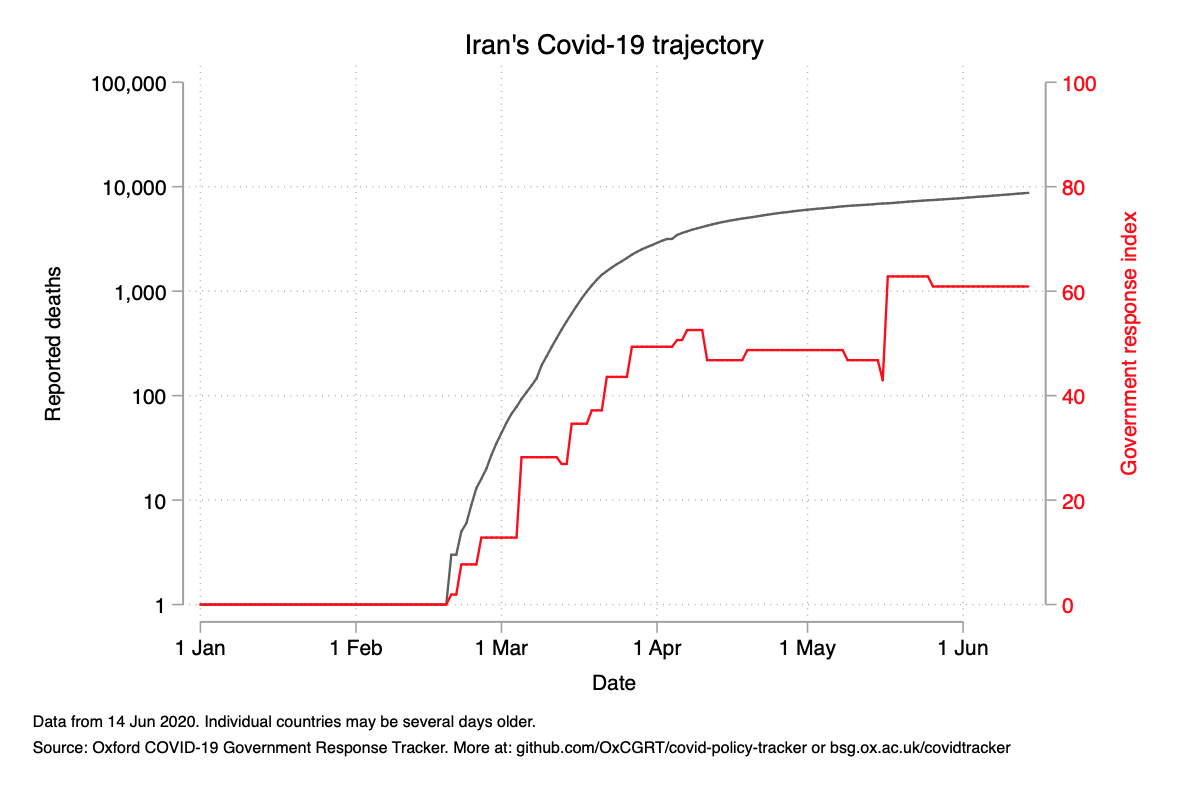 Iran's Covid-19 trajectory
100,000
10,000
1,000
100
10
1
Reported deaths
100
80
60
40
20
0
Government response index
1 Jan 1 Feb 1 Mar 1 Apr 1 May 1 Jun
Date
Data from 14 Jun 2020. Individual countries may be several days older.
Source: Oxford COVID-19 Government Response Tracker. More at: github.com/OxCGRT/covid-policy-tracker or bsg.ox.ac.uk/covidtracker